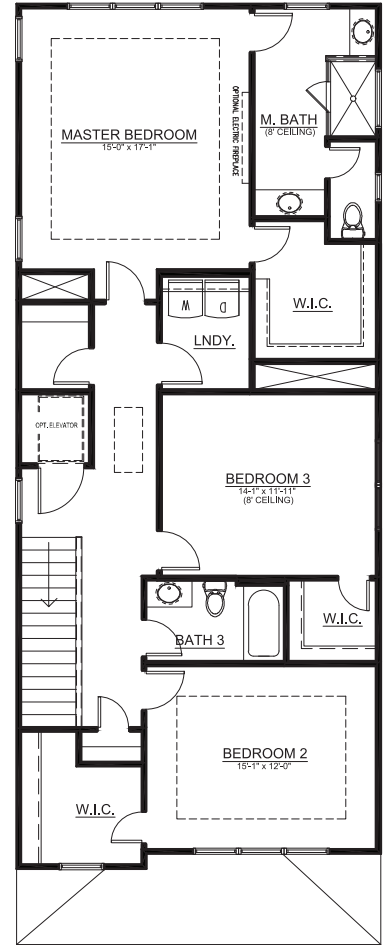 MASTER BEDROOM
15'-0" x 17'-1"
OPTIONAL ELECTRIC
FIREPLACE
M. BATH
(8' CEILING)
W.I.C.
W
D
LNDY.
OPT. ELEVATOR
BEDROOM 3
14'-1" x 11'-11"
(8' CEILING)
W.I.C.
BATH 3
BEDROOM 2
15'-1" x 12'-0"
W.I.C.